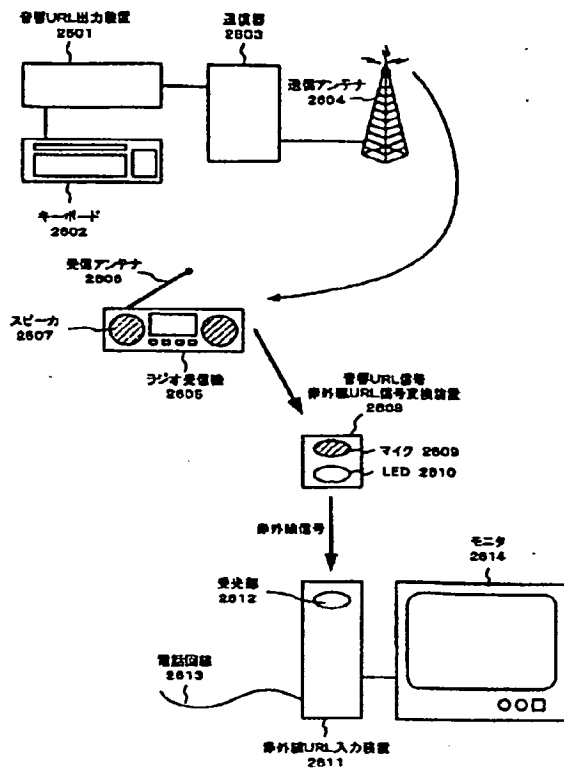 音響URL出力装置
2601
送信器
2603
送信アンテナ
2604
キーボード
2602
受信アンテナ
2606
スピーカ
2607
ラジオ受信機
2605
音響URL信号
赤外線URL信号変換装置
2608
マイク 2609
LED 2610
赤外線信号
モニタ
2614
受光部
2612
電話回線
2613
赤外線URL入力装置
2611